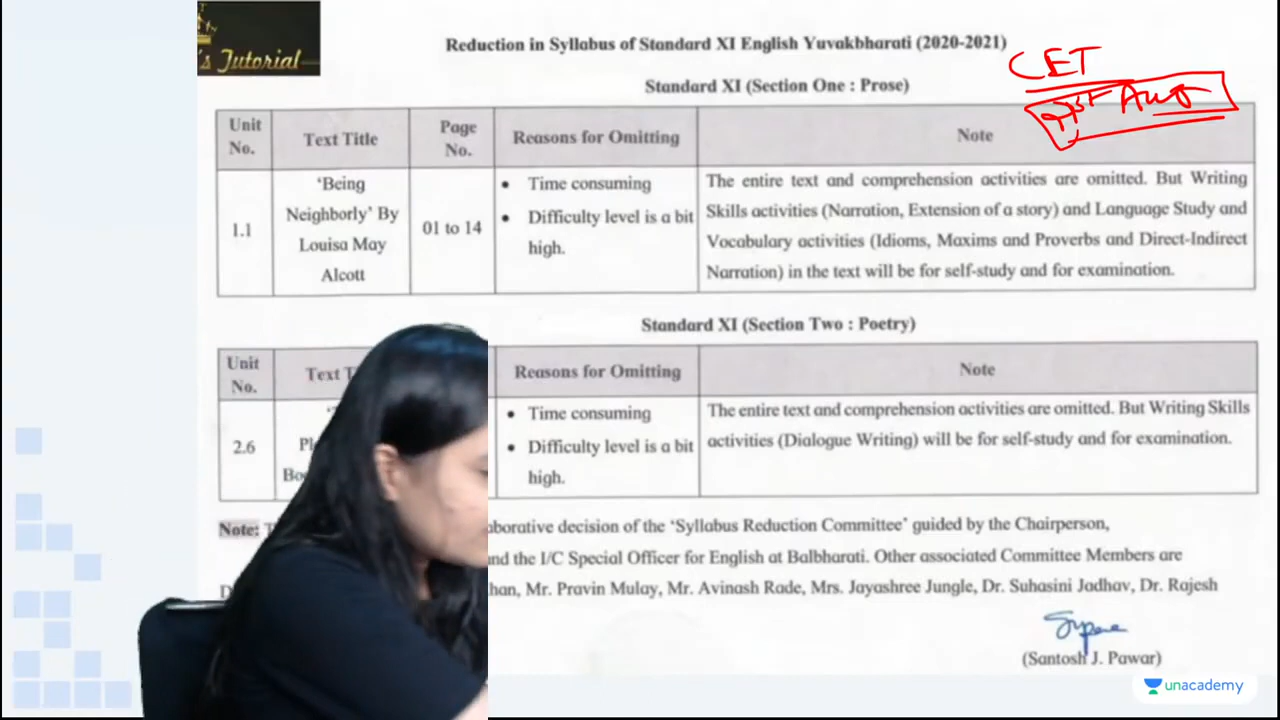 's Tutorial
Reduction in Syllabus of Standard XI English Yuvakbharati (2020-2021)
CET
Standard XI (Section One : Prose)
Unit No.
Text Title
Page No.
Reasons for Omitting
Note
1.1
'Being
Neighborly' By
Louisa May
Alcott
01 to 14
• Time consuming
• Difficulty level is a bit
high.
The entire text and comprehension activities are omitted. But Writing
Skills activities (Narration, Extension of a story) and Language Study and
Vocabulary activities (Idioms, Maxims and Proverbs and Direct-Indirect
Narration) in the text will be for self-study and for examination.
Standard XI (Section Two : Poetry)
Unit No.
Text T
Reasons for Omitting
Note
2.6
Pl
Boo
• Time consuming
• Difficulty level is a bit
high.
The entire text and comprehension activities are omitted. But Writing Skills
activities (Dialogue Writing) will be for self-study and for examination.
Note: T
aborative decision of the 'Syllabus Reduction Committee' guided by the Chairperson,
nd the I/C Special Officer for English at Balbharati. Other associated Committee Members are
D
han, Mr. Pravin Mulay, Mr. Avinash Rade, Mrs. Jayashree Jungle, Dr. Suhasini Jadhav, Dr. Rajesh
(Santosh J. Pawar)
unacademy